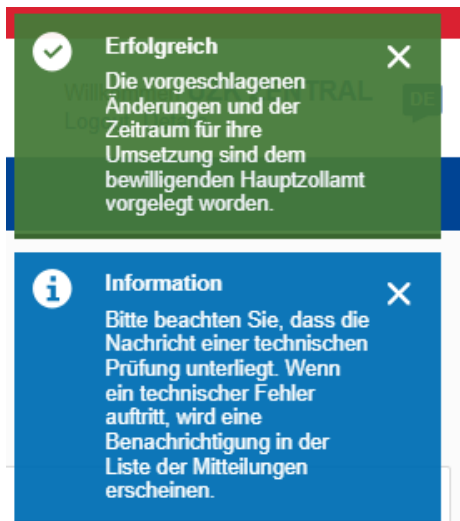 Erfolgreich
Die vorgeschlagenen
Änderungen und der
Zeitraum für ihre
Umsetzung sind dem
bewilligenden Hauptzollamt
vorgelegt worden.
DE
Information
Bitte beachten Sie, dass die
Nachricht einer technischen
Prüfung unterliegt. Wenn
ein technischer Fehler
auftritt, wird eine
Benachrichtigung in der
Liste der Mitteilungen
erscheinen.